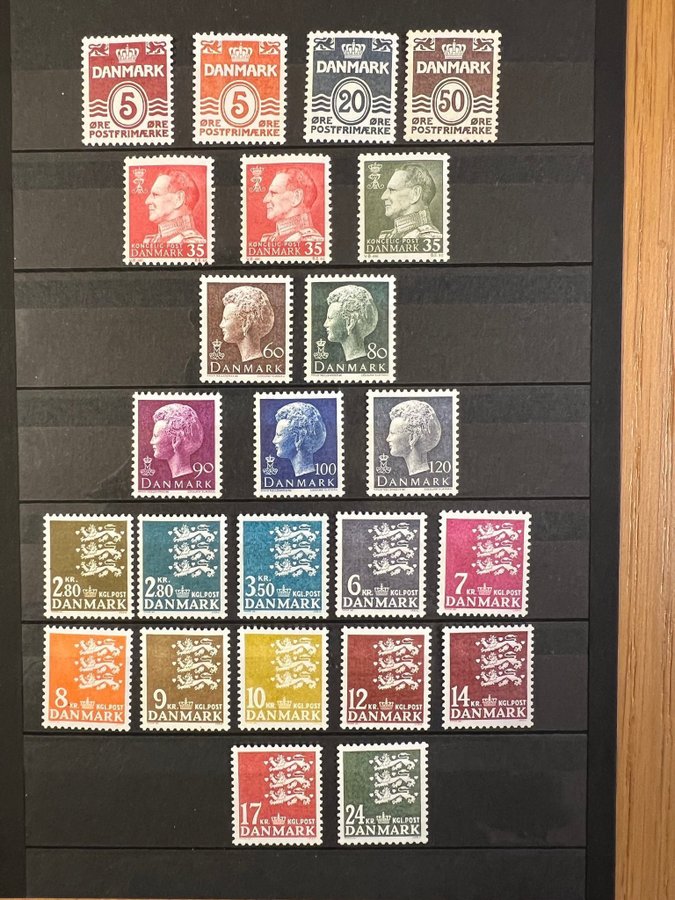 DANMARK
5
ØRE ØRE
POSTFRIMÆRKE
DANMARK
5
ØRE ØRE
POSTFRIMÆRKE
DANMARK
20
ØRE ØRE
POSTFRIMÆRKE
DANMARK
50
ØRE ØRE
POSTFRIMÆRKE
KONGELIG POST
DANMARK 35
KONGELIG POST
DANMARK 35
KONGELIG POST
DANMARK 35
60
DANMARK
80
DANMARK
90
DANMARK
100
DANMARK
120
DANMARK
KR.
2.80 KGL.POST
DANMARK
KR.
2.80 KGL.POST
DANMARK
KR.
3.50 KGL.POST
DANMARK
6 KR. KGL.POST
DANMARK
7 KR. KGL.POST
DANMARK
8 KR. KGL.POST
DANMARK
9 KR. KGL.POST
DANMARK
10 KR. KGL.POST
DANMARK
12 KR. KGL.POST
DANMARK
14 KR. KGL.POST
DANMARK
17 KR. KGL.POST
DANMARK
24 KR. KGL.POST
DANMARK